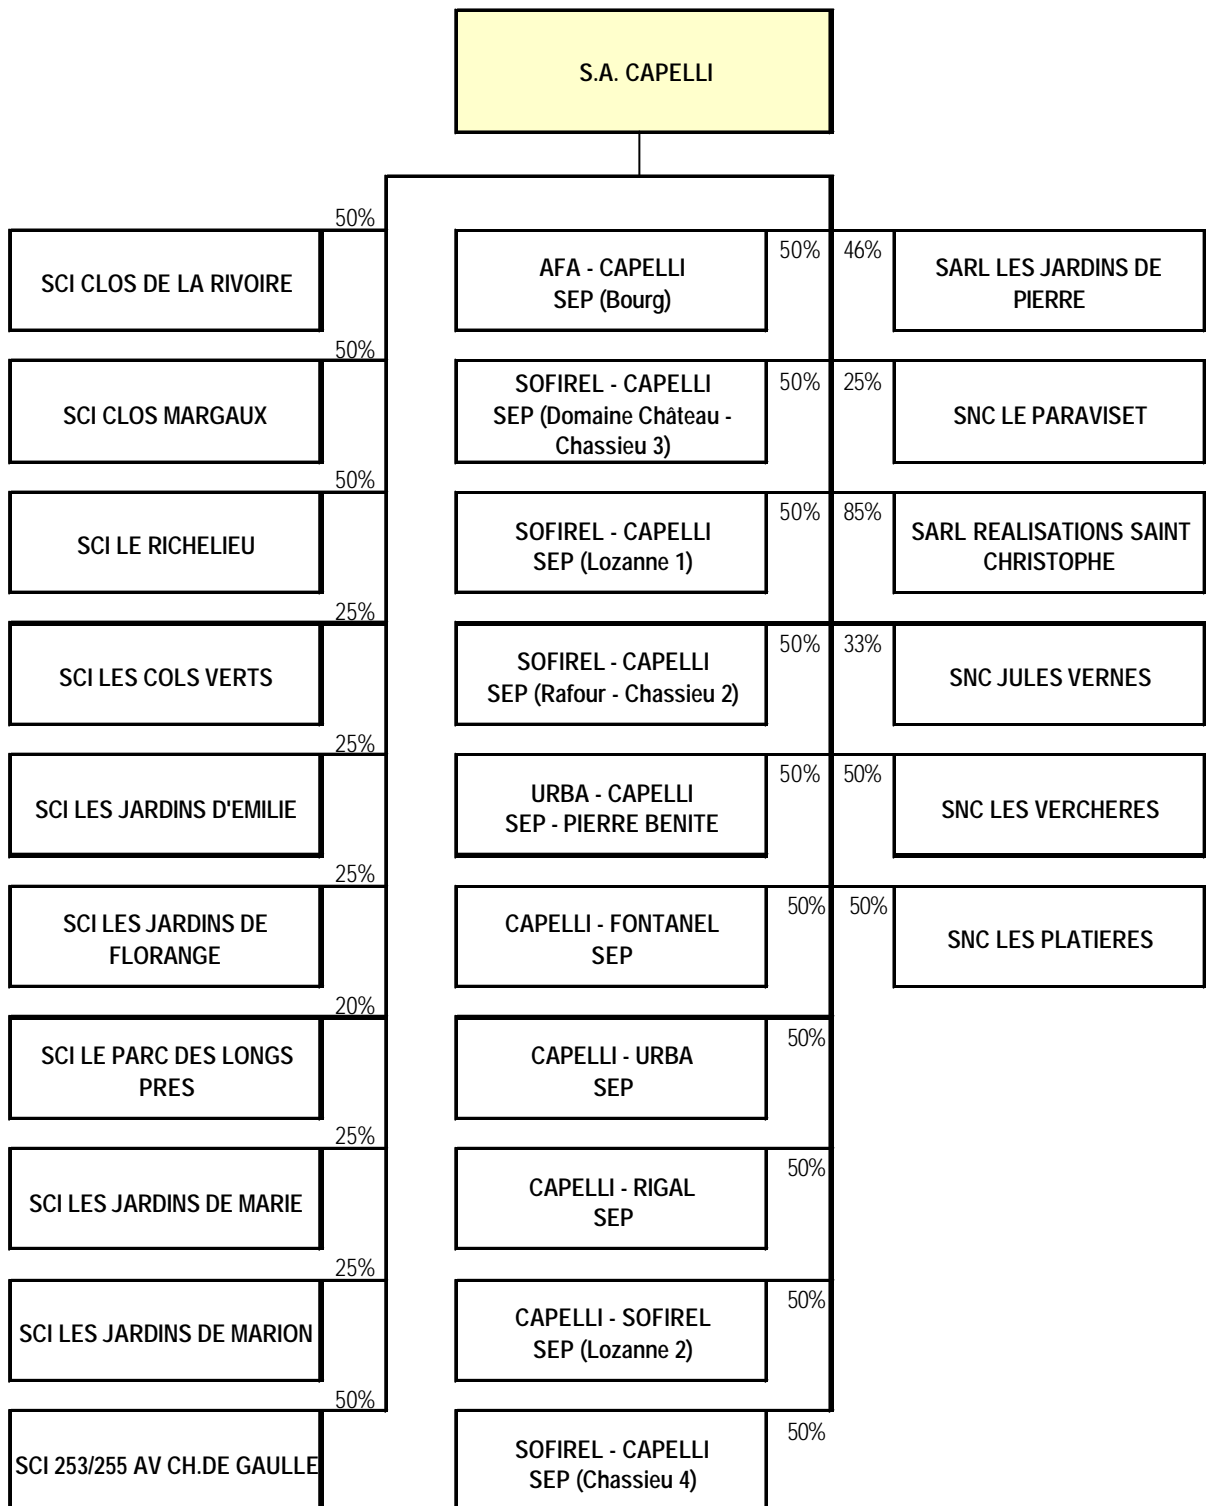 S.A. CAPELLI
50%
SCI CLOS DE LA RIVOIRE
AFA - CAPELLI
SEP (Bourg)
50%
46%
SARL LES JARDINS DE
PIERRE
50%
SCI CLOS MARGAUX
SOFIREL - CAPELLI
SEP (Domaine Château -
Chassieu 3)
50%
25%
SNC LE PARAVISET
50%
SCI LE RICHELIEU
SOFIREL - CAPELLI
SEP (Lozanne 1)
50%
85%
SARL REALISATIONS SAINT
CHRISTOPHE
25%
SCI LES COLS VERTS
SOFIREL - CAPELLI
SEP (Rafour - Chassieu 2)
50%
33%
SNC JULES VERNES
25%
SCI LES JARDINS D'EMILIE
URBA - CAPELLI
SEP - PIERRE BENITE
50%
50%
SNC LES VERCHERES
25%
SCI LES JARDINS DE
FLORANGE
CAPELLI - FONTANEL
SEP
50%
50%
SNC LES PLATIERES
20%
SCI LE PARC DES LONGS
PRES
CAPELLI - URBA
SEP
50%
25%
SCI LES JARDINS DE MARIE
CAPELLI - RIGAL
SEP
50%
25%
SCI LES JARDINS DE MARION
CAPELLI - SOFIREL
SEP (Lozanne 2)
50%
50%
SCI 253/255 AV CH.DE GAULLE
SOFIREL - CAPELLI
SEP (Chassieu 4)
50%